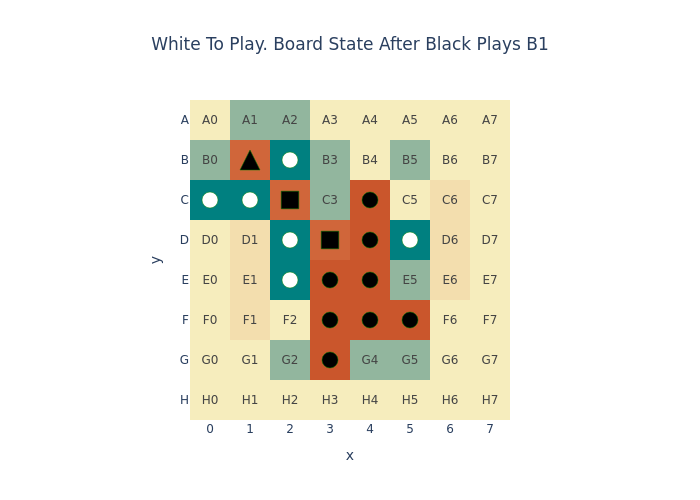 White To Play. Board State After Black Plays B1
A A0 A1 A2 A3 A4 A5 A6 A7
B B0 B3 B4 B5 B6 B7
C C3 C5 C6 C7
D D0 D1 D6 D7
E E0 E1 E5 E6 E7
F F0 F1 F2 F6 F7
G G0 G1 G2 G4 G5 G6 G7
H H0 H1 H2 H3 H4 H5 H6 H7
0 1 2 3 4 5 6 7
x
y